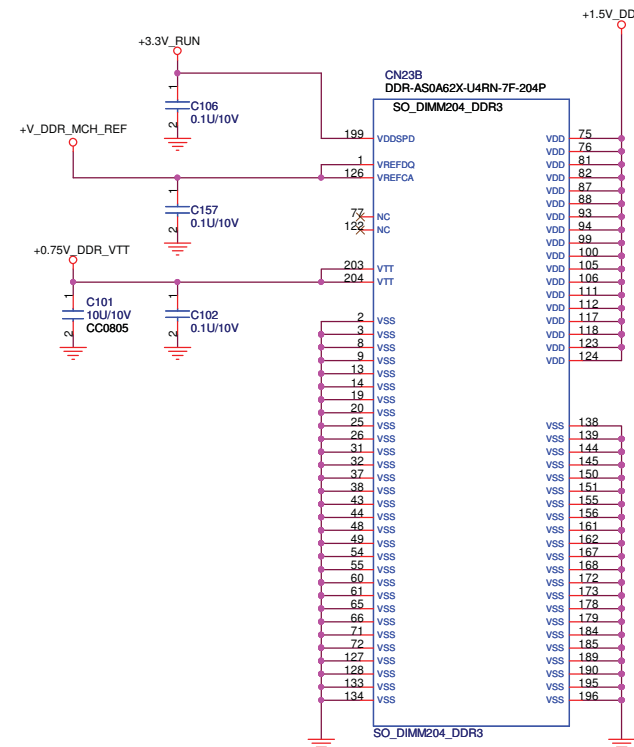 +1.5V_DD
+3.3V_RUN
CN23B
DDR-AS0A62X-U4RN-7F-204P
SO_DIMM204_DDR3
1
C106
0.1U/10V
2
+V_DDR_MCH_REF
199 VDDSPD
VDD 75
VDD 76
1 VREFDQ
VDD 81
126 VREFCA
VDD 82
VDD 87
1
C157
0.1U/10V
2
VDD 88
77 NC
VDD 93
122 NC
VDD 94
VDD 99
+0.75V_DDR_VTT
VDD 100
203 VTT
VDD 105
204 VTT
VDD 106
VDD 111
1
C101
10U/10V
CC0805
2
1
C102
0.1U/10V
2
VDD 112
VDD 117
VDD 118
VDD 123
VDD 124
2 VSS
3 VSS
8 VSS
9 VSS
13 VSS
14 VSS
19 VSS
20 VSS
25 VSS
VSS 138
26 VSS
VSS 139
31 VSS
VSS 144
32 VSS
VSS 145
37 VSS
VSS 150
38 VSS
VSS 151
43 VSS
VSS 155
44 VSS
VSS 156
48 VSS
VSS 161
49 VSS
VSS 162
54 VSS
VSS 167
55 VSS
VSS 168
60 VSS
VSS 172
61 VSS
VSS 173
65 VSS
VSS 178
66 VSS
VSS 179
71 VSS
VSS 184
72 VSS
VSS 185
127 VSS
VSS 189
128 VSS
VSS 190
133 VSS
VSS 195
134 VSS
VSS 196
SO_DIMM204_DDR3